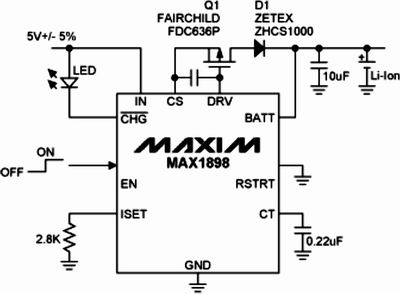 Q1
FAIRCHILD
FDC636P
D1
ZETEX
ZHCS1000
5V+/- 5%
LED
IN
CS
DRV
10uF
Li-Ion
CHG
BATT
MAXIM
MAX1898
ON
OFF
EN
RSTRT
ISET
CT
2.8K
0.22uF
GND